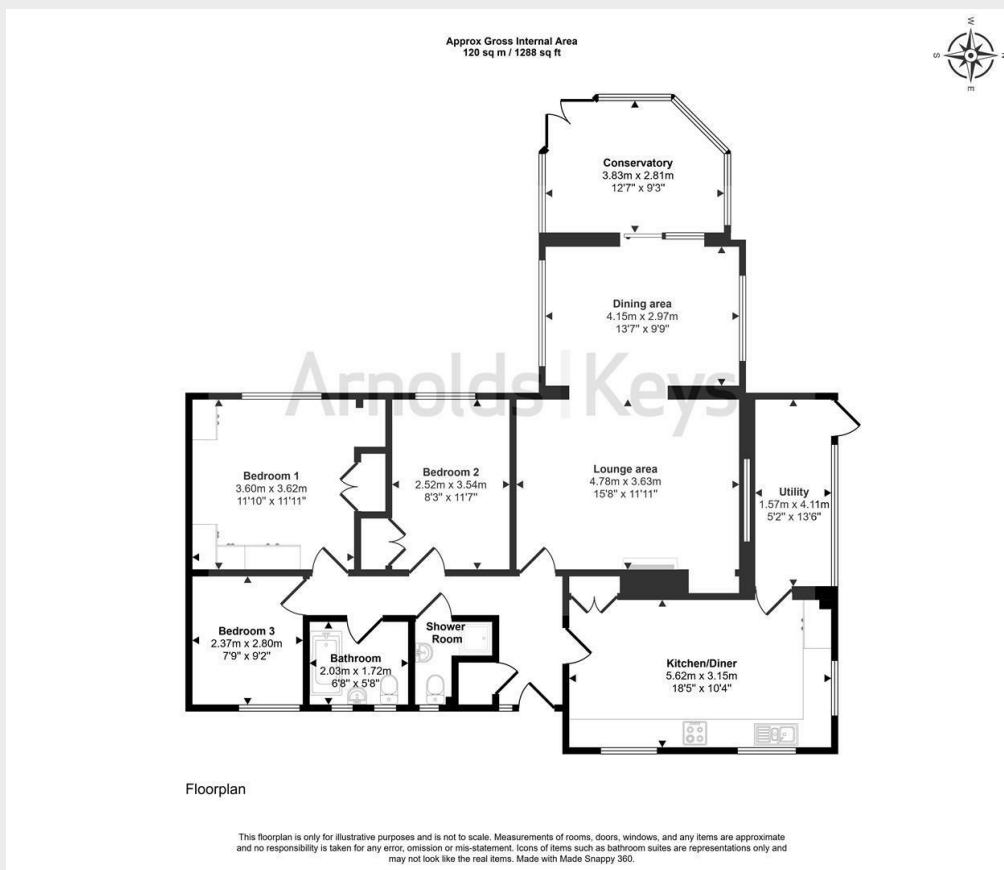 Approx Gross Internal Area
120 sq m / 1288 sq ft
W
S
N
E
Conservatory
3.83m x 2.81m
12'7" x 9'3"
Dining area
4.15m x 2.97m
13'7" x 9'9"
Arnolds | Keys
Bedroom 1
3.60m x 3.62m
11'10" x 11'11"
Bedroom 2
2.52m x 3.54m
8'3" x 11'7"
Lounge area
4.78m x 3.63m
15'8" x 11'11"
Utility
1.57m x 4.11m
5'2" x 13'6"
Bedroom 3
2.37m x 2.80m
7'9" x 9'2"
Bathroom
2.03m x 1.72m
6'8" x 5'8"
Shower
Room
Kitchen/Diner
5.62m x 3.15m
18'5" x 10'4"
Floorplan
This floorplan is only for illustrative purposes and is not to scale. Measurements of rooms, doors, windows, and any items are approximate
and no responsibility is taken for any error, omission or mis-statement. Icons of items such as bathroom suites are representations only and
may not look like the real items. Made with Made Snappy 360.